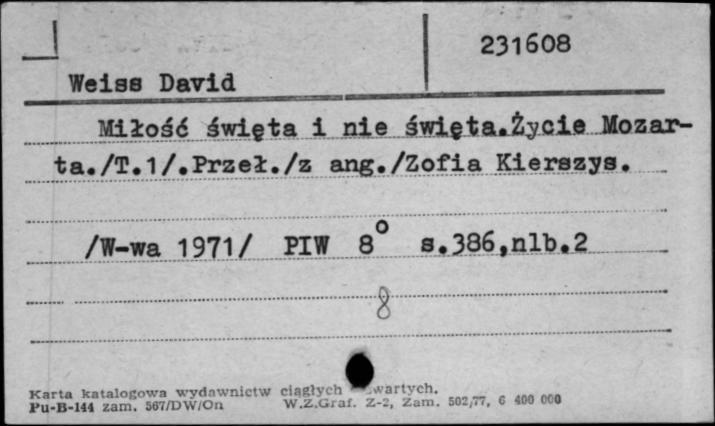 231608
Weiss David
Miłość święta i nie święta.Życie Mozar-
ta./T.1/.Przeł./z ang./Zofia Kierszys.
/W-wa 1971/ PIW 8° s.386,nlb.2
8
Karta katalogowa wydawnictw ciągłych
Pu-B-144 zam. 567/DW/On W.Z.Graf. Z-2, Zam. 502/77, 6 400 000